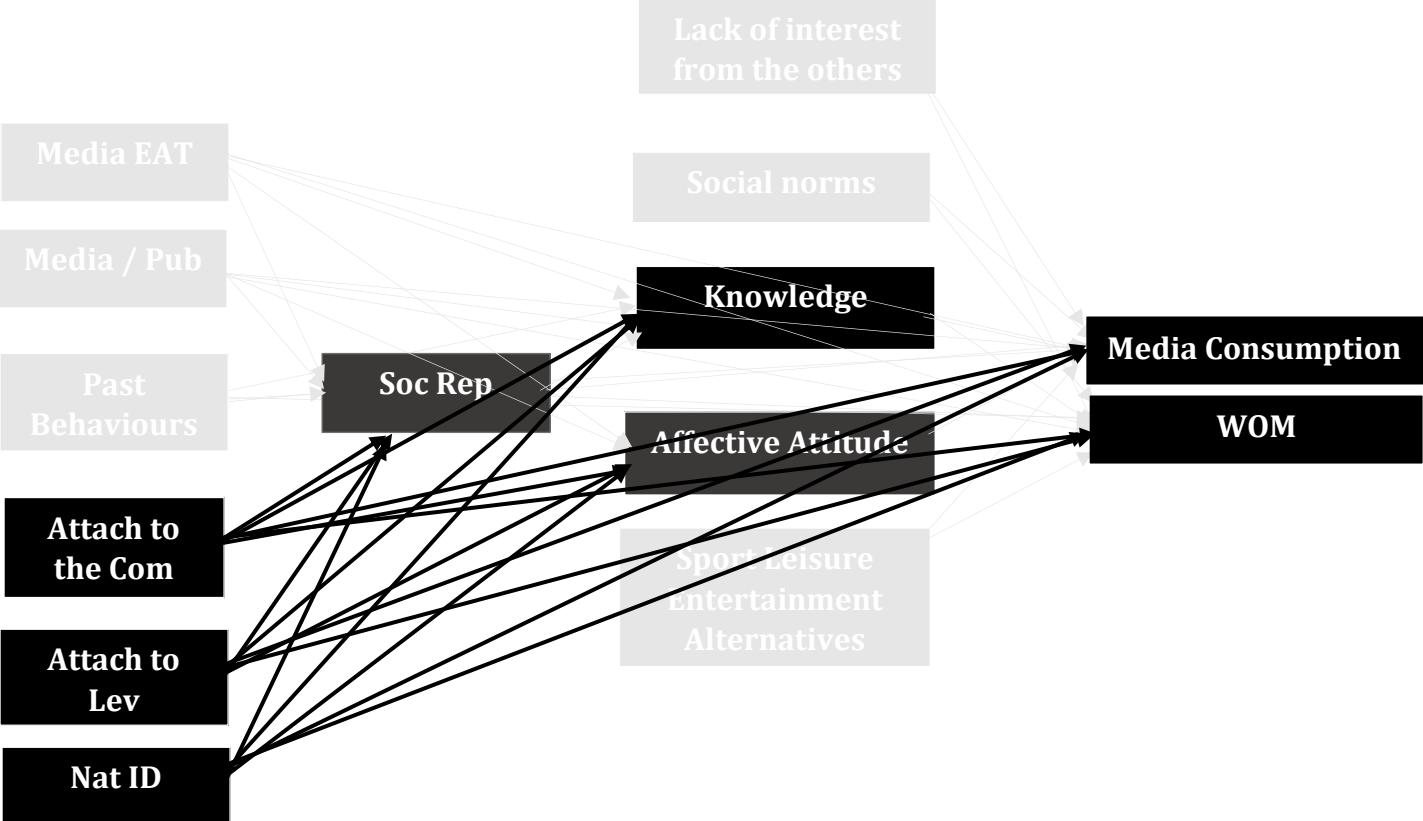 Lack of interest
from the others
Media EAT
Social norms
Media / Pub
Knowledge
Media Consumption
Past
Behaviours
Soc Rep
Affective Attitude
WOM
Attach to
the Com
Sport Leisure
Entertainment
Alternatives
Attach to
Lev
Nat ID